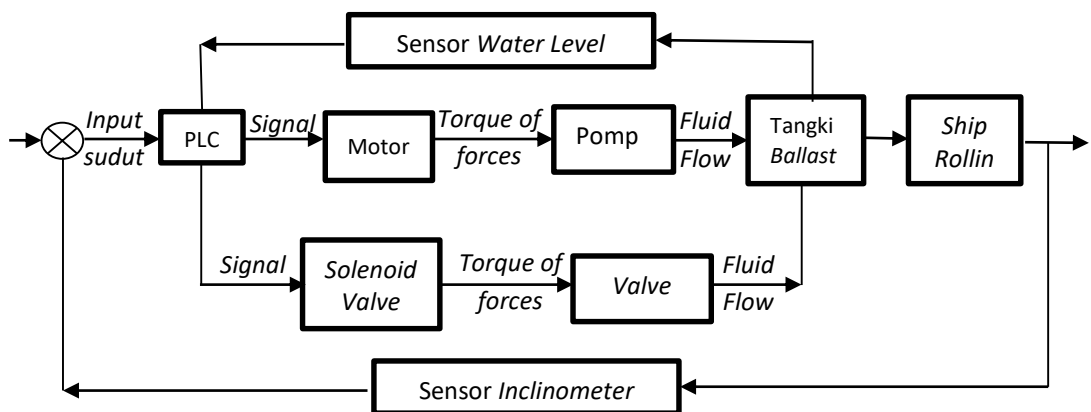 Sensor Water Level
Input
sudut
PLC
Signal
Motor
Torque of
forces
Pomp
Fluid
Flow
Tangki
Ballast
Ship
Rollin
Signal
Solenoid
Valve
Torque of
forces
Valve
Fluid
Flow
Sensor Inclinometer